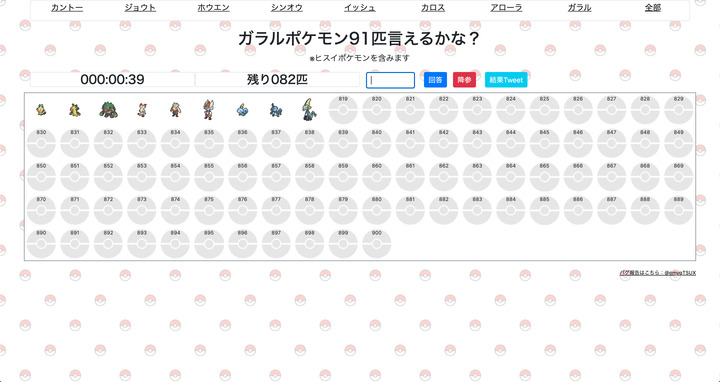 カントー ジョウト ホウエン シンオウ イッシュ カロス アローラ ガラル 全部
ガラルポケモン91匹言えるかな？
※ヒスイポケモンを含みます
000:00:39 残り082匹 回答 降参 結果Tweet
819 820 821 822 823 824 825 826 827 828 829
830 831 832 833 834 835 836 837 838 839 840 841 842 843 844 845 846 847 848 849
850 851 852 853 854 855 856 857 858 859 860 861 862 863 864 865 866 867 868 869
870 871 872 873 874 875 876 877 878 879 880 881 882 883 884 885 886 887 888 889
890 891 892 893 894 895 896 897 898 899 900
バグ報告はこちら：